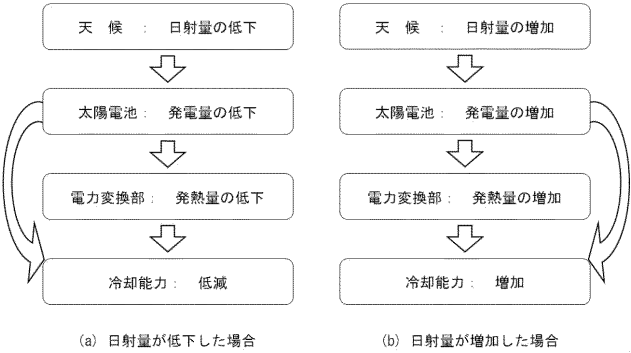 天 候 : 日射量の低下
太陽電池: 発電量の低下
電力変換部: 発熱量の低下
冷却能力: 低減
(a) 日射量が低下した場合
天 候 : 日射量の増加
太陽電池: 発電量の増加
電力変換部: 発熱量の増加
冷却能力: 増加
(b) 日射量が増加した場合